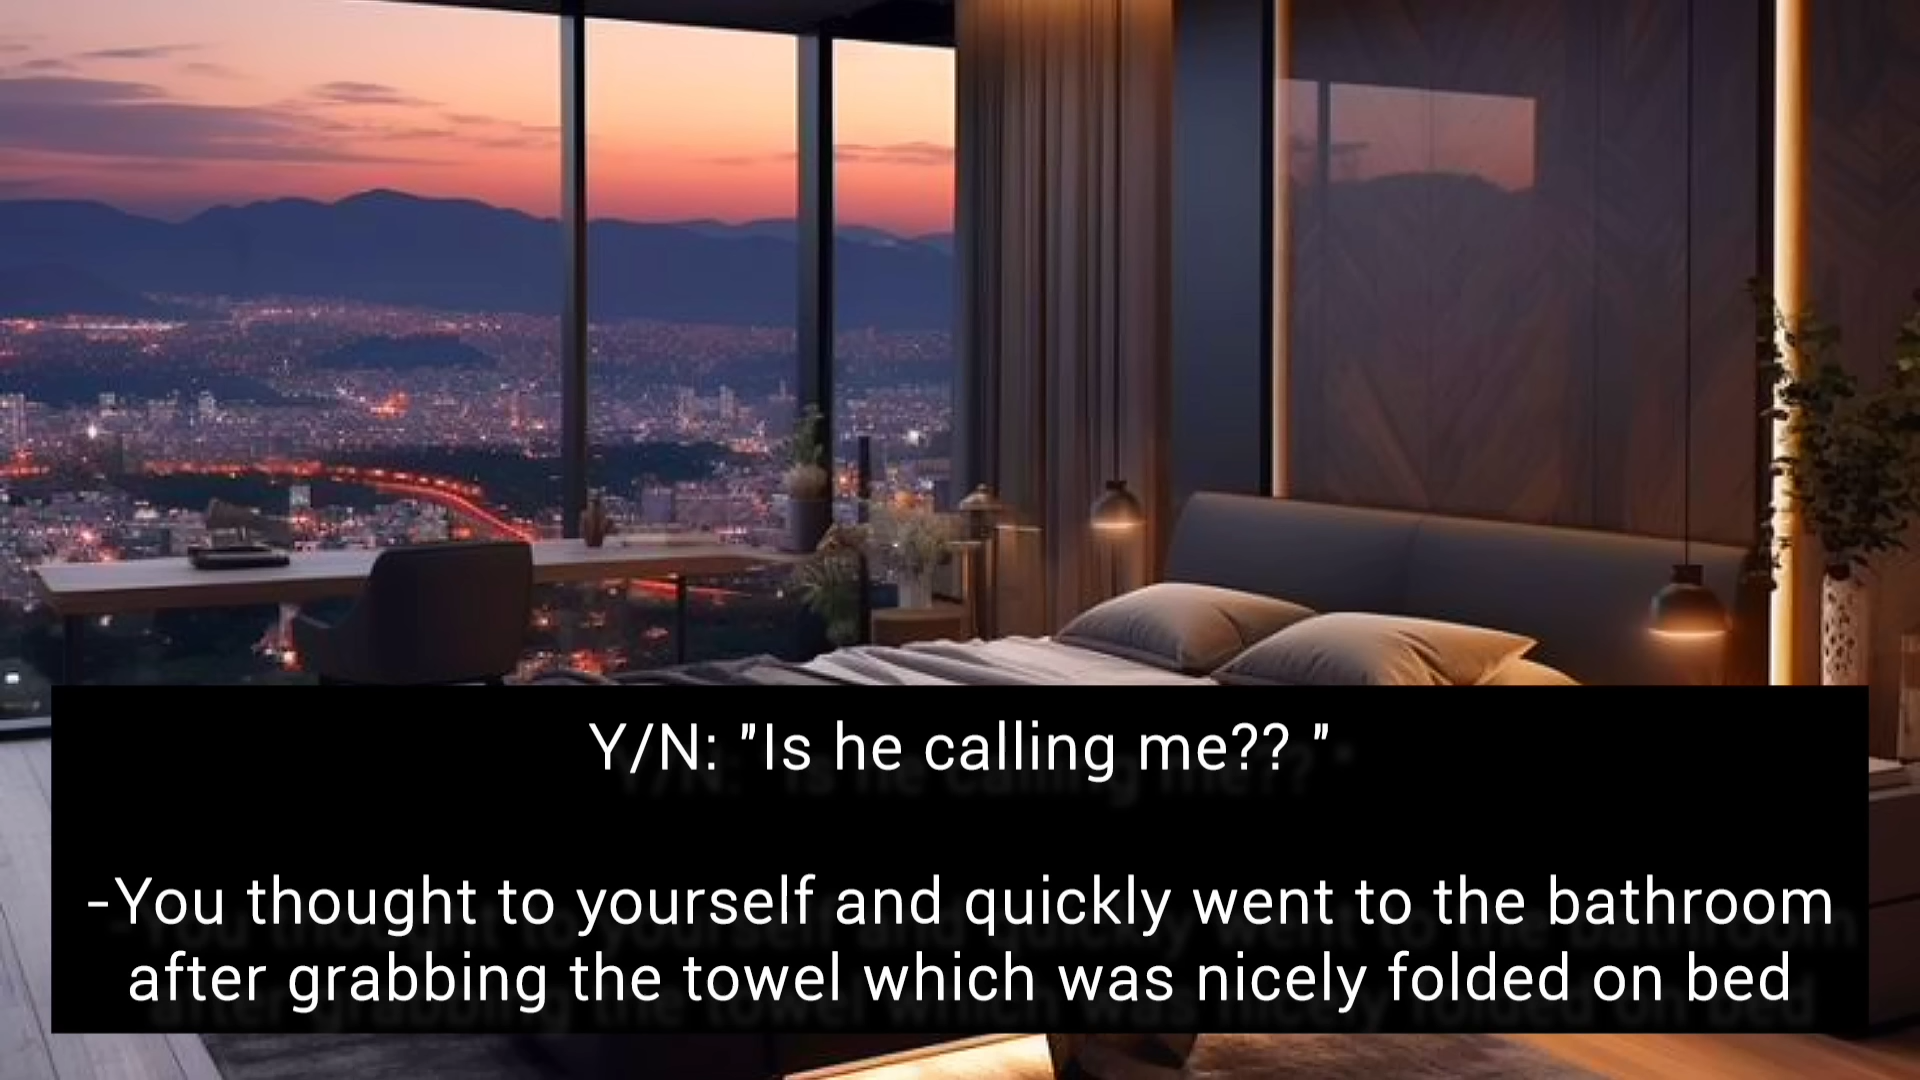 Y/N: "Is he calling me?? "
-You thought to yourself and quickly went to the bathroom
after grabbing the towel which was nicely folded on bed